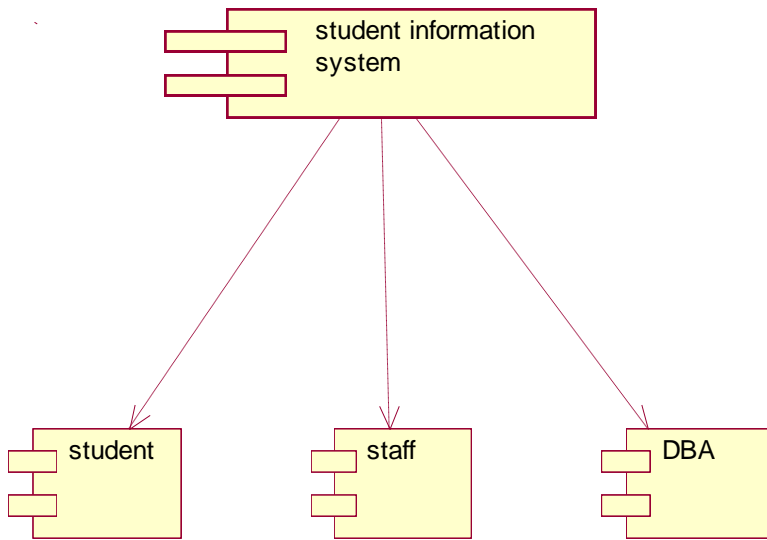 student information
system
student
staff
DBA